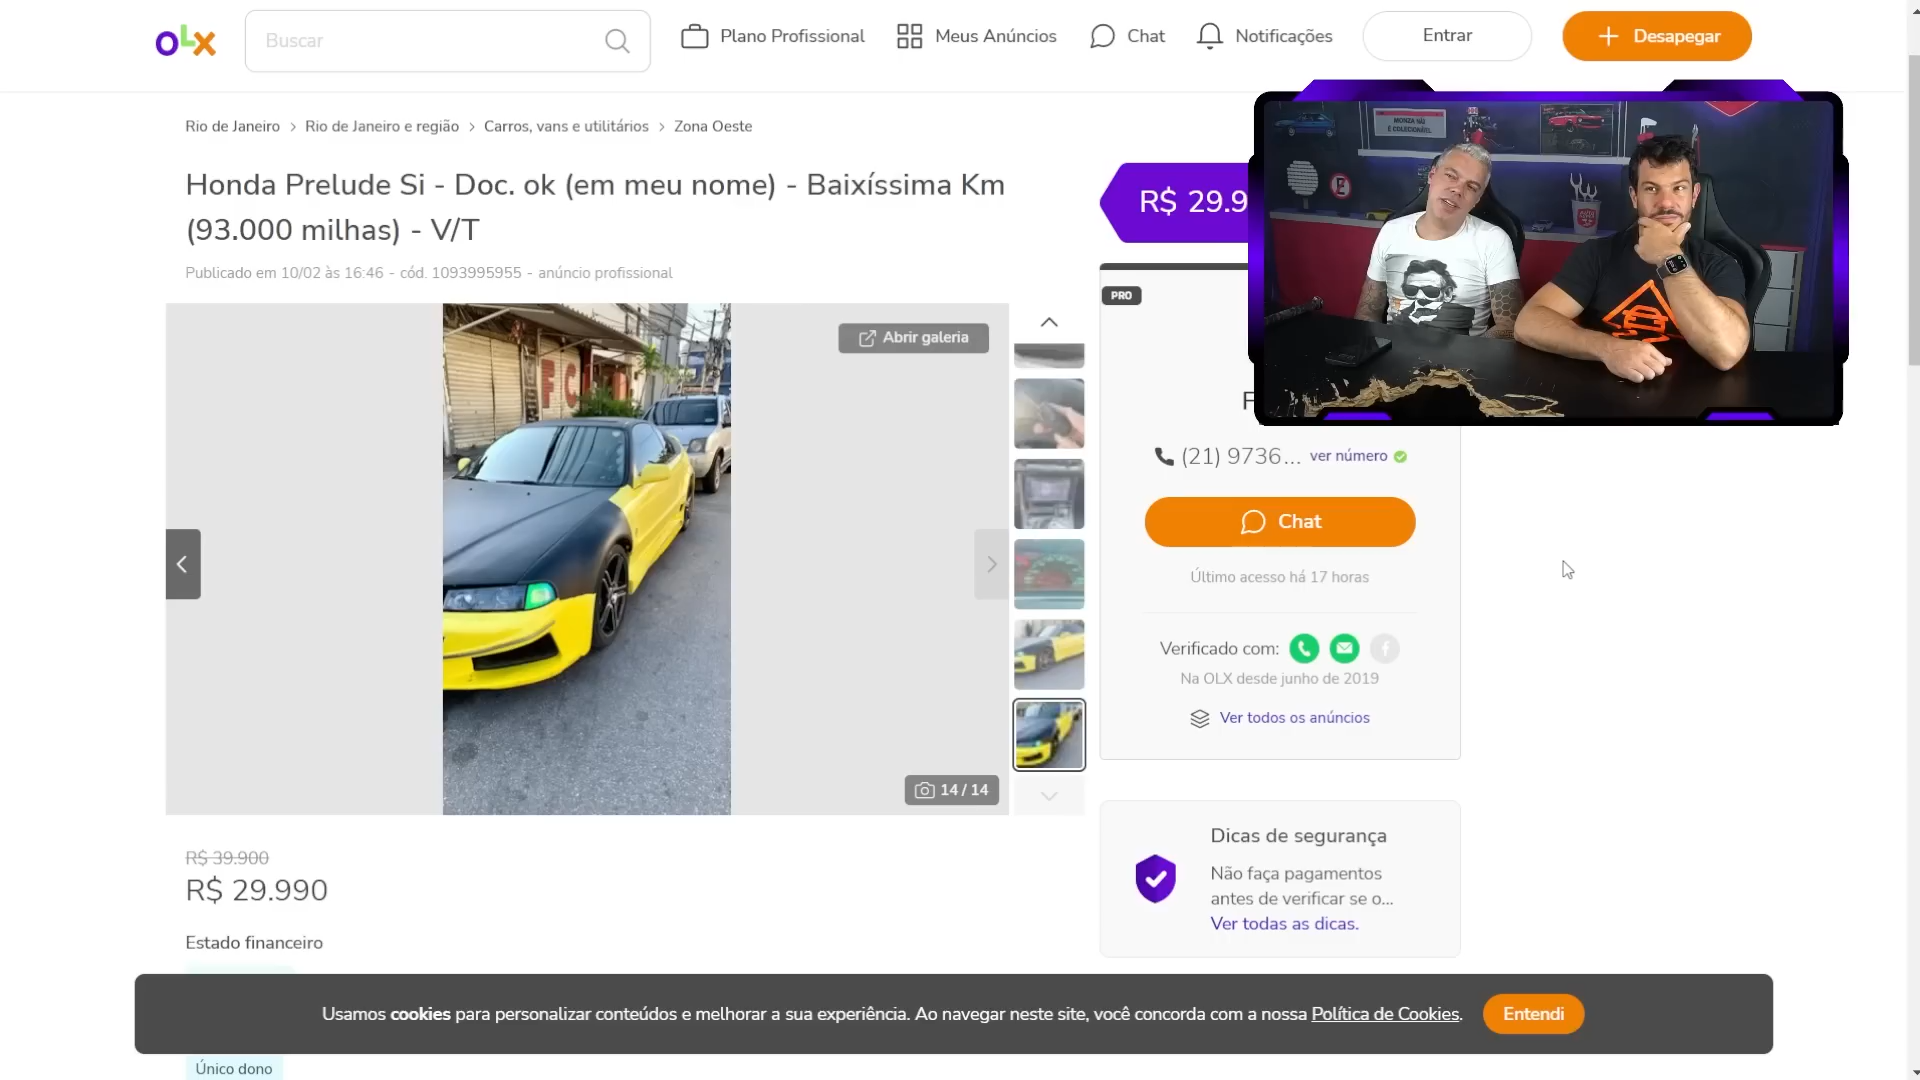 OLX
Buscar
Plano Profissional
Meus Anúncios
Chat
Notificações
Entrar
Desapegar
Rio de Janeiro > Rio de Janeiro e região > Carros, vans e utilitários > Zona Oeste
Honda Prelude Si - Doc. ok (em meu nome) - Baixíssima Km
(93.000 milhas) - V/T
Publicado em 10/02 às 16:46 - cód. 1093995955 - anúncio profissional
R$ 29.9
MONZA NÃO
É COLECIONÁVEL
E
PRO
Abrir galeria
F.C.
F
(21) 9736... ver número
Chat
Último acesso há 17 horas
Verificado com:
Na OLX desde junho de 2019
Ver todos os anúncios
14 / 14
Dicas de segurança
Não faça pagamentos
antes de verificar se o...
Ver todas as dicas.
R$ 39.900
R$ 29.990
Estado financeiro
Usamos cookies para personalizar conteúdos e melhorar a sua experiência. Ao navegar neste site, você concorda com a nossa Política de Cookies.
Entendi
Único dono